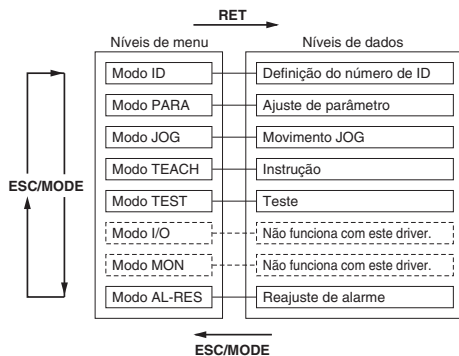 RET
Níveis de menu
Níveis de dados
Modo ID
Definição do número de ID
Modo PARA
Ajuste de parâmetro
Modo JOG
Movimento JOG
Modo TEACH
Instrução
ESC/MODE
Modo TEST
Teste
Modo I/O
Não funciona com este driver.
Modo MON
Não funciona com este driver.
Modo AL-RES
Reajuste de alarme
ESC/MODE